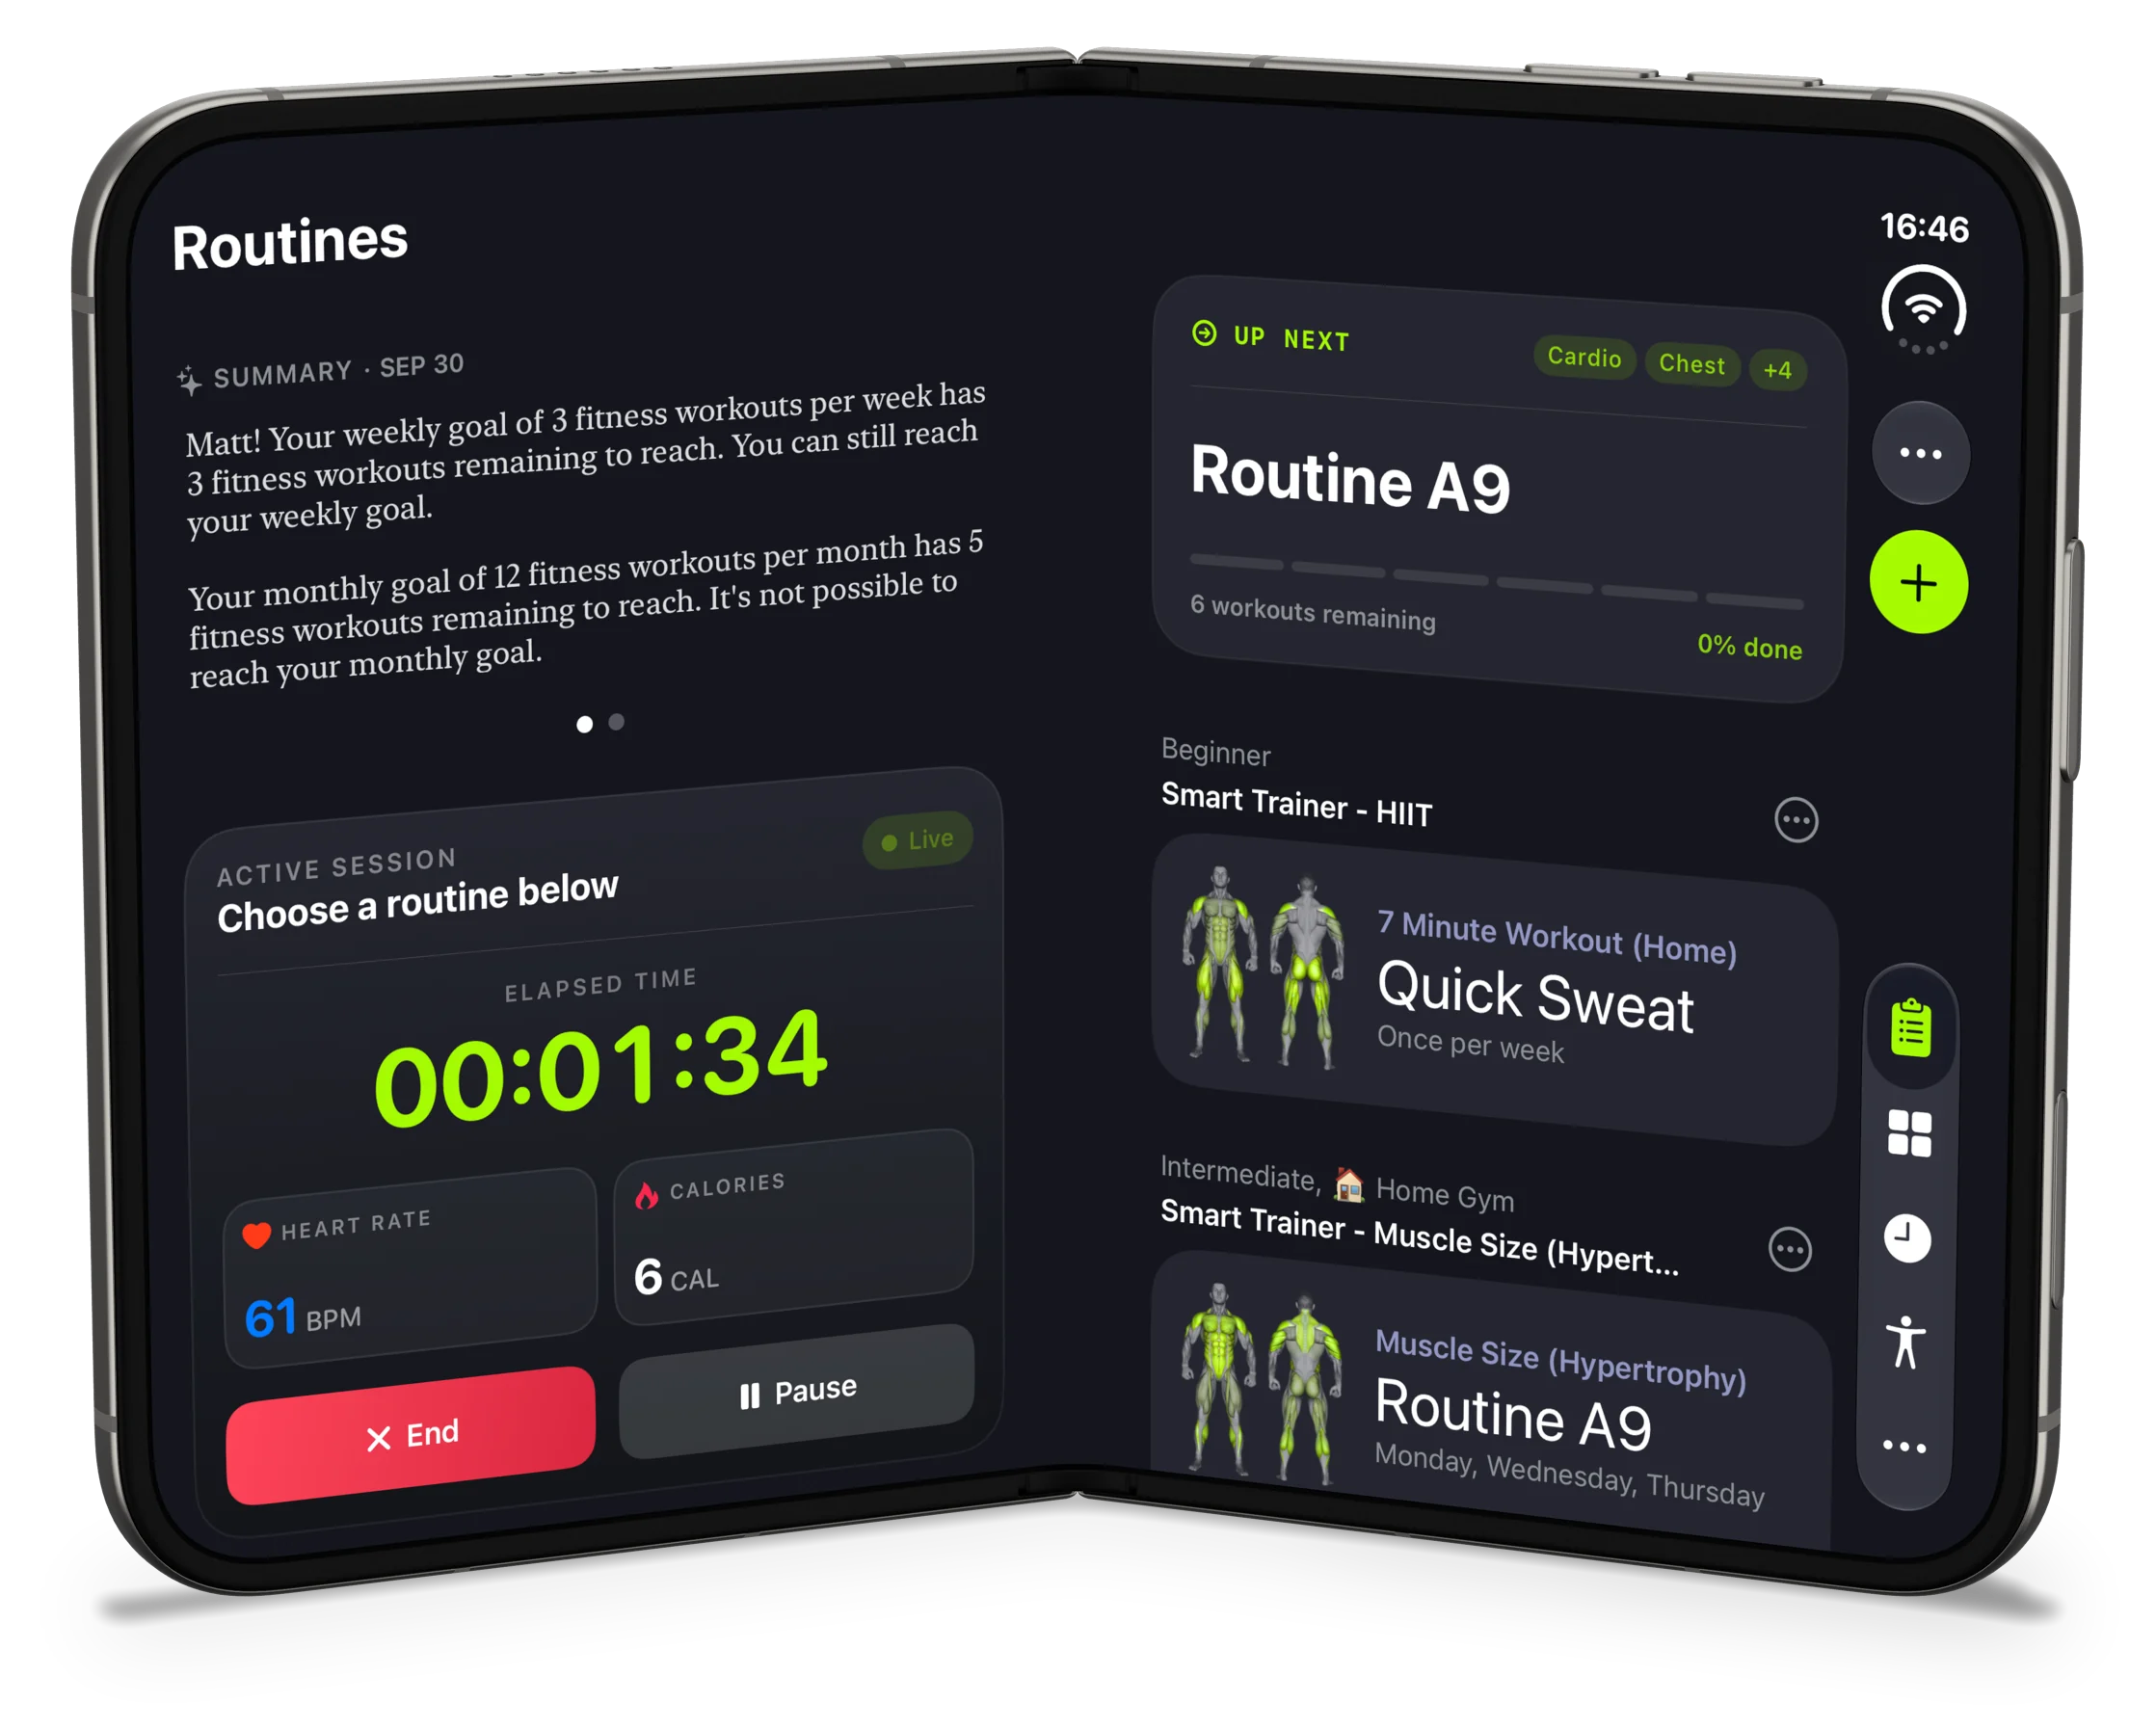 Routines
SUMMARY · SEP 30
Matt! Your weekly goal of 3 fitness workouts per week has
3 fitness workouts remaining to reach. You can still reach
your weekly goal.
Your monthly goal of 12 fitness workouts per month has 5
fitness workouts remaining to reach. It's not possible to
reach your monthly goal.
ACTIVE SESSION
Live
Choose a routine below
ELAPSED TIME
00:01:34
HEART RATE
61 BPM
CALORIES
6 CAL
End
Pause
16:46
UP NEXT
Cardio
Chest
+4
Routine A9
6 workouts remaining
0% done
Beginner
Smart Trainer - HIIT
7 Minute Workout (Home)
Quick Sweat
Once per week
Intermediate, 🏠 Home Gym
Smart Trainer - Muscle Size (Hypert...
Muscle Size (Hypertrophy)
Routine A9
Monday, Wednesday, Thursday